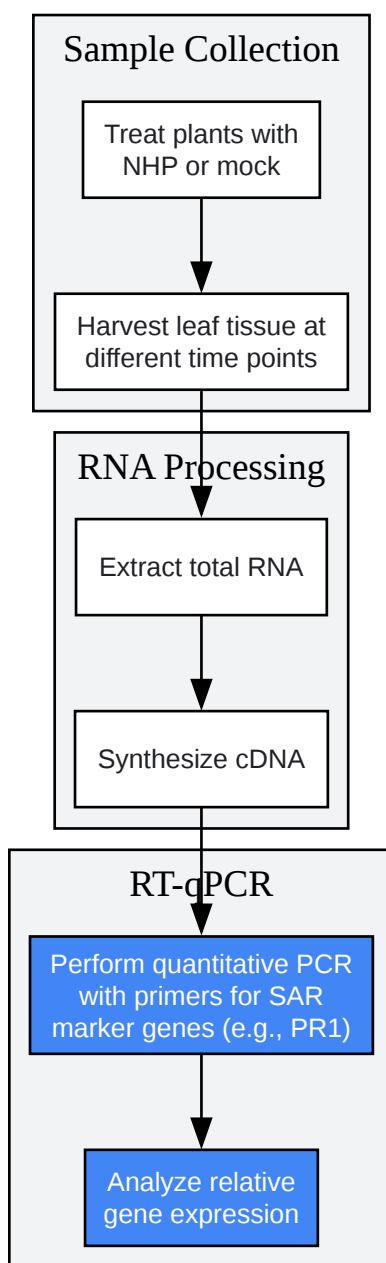 Sample Collection
Treat plants with
NHP or mock
Harvest leaf tissue at
different time points
RNA Processing
Extract total RNA
Synthesize cDNA
RT-qPCR
Perform quantitative PCR
with primers for SAR
marker genes (e.g., PR1)
Analyze relative
gene expression